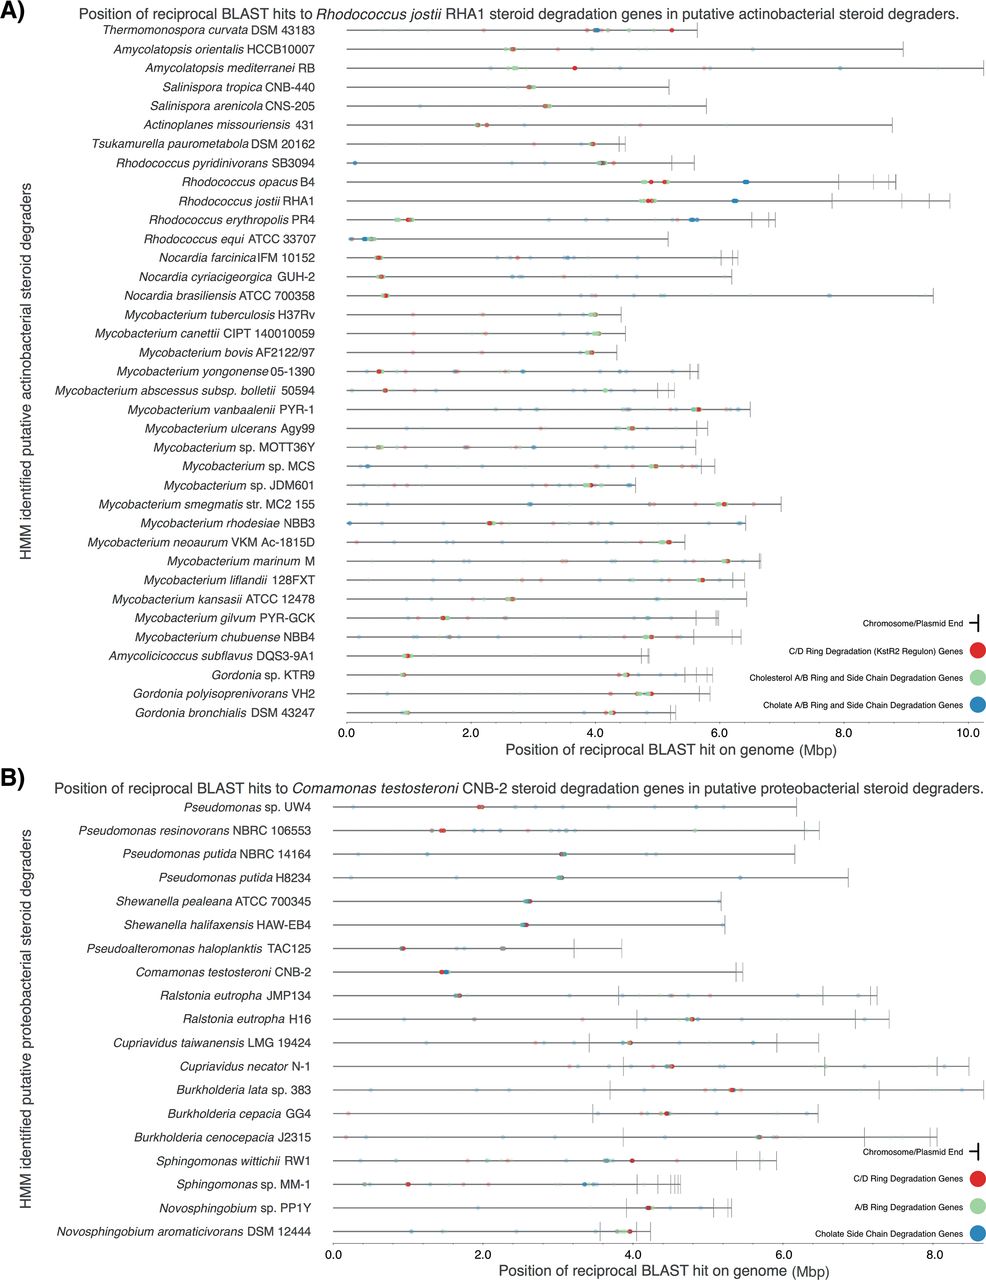 A)
Position of reciprocal BLAST hits to Rhodococcus jostii RHA1 steroid degradation genes in putative actinobacterial steroid degraders.
HMM identified putative actinobacterial steroid degraders
Thermomonospora curvata DSM 43183
Amycolatopsis orientalis HCCB10007
Amycolatopsis mediterranei RB
Salinispora tropica CNB-440
Salinispora arenicola CNS-205
Actinoplanes missouriensis 431
Tsukamurella paurometabola DSM 20162
Rhodococcus pyridinivorans SB3094
Rhodococcus opacus B4
Rhodococcus jostii RHA1
Rhodococcus erythropolis PR4
Rhodococcus equi ATCC 33707
Nocardia farcinica IFM 10152
Nocardia cyriacigeorgica GUH-2
Nocardia brasiliensis ATCC 700358
Mycobacterium tuberculosis H37Rv
Mycobacterium canettii CIPT 140010059
Mycobacterium bovis AF2122/97
Mycobacterium yongonense 05-1390
Mycobacterium abscessus subsp. bolletii 50594
Mycobacterium vanbaalenii PYR-1
Mycobacterium ulcerans Agy99
Mycobacterium sp. MOTT36Y
Mycobacterium sp. MCS
Mycobacterium sp. JDM601
Mycobacterium smegmatis str. MC2 155
Mycobacterium rhodesiae NBB3
Mycobacterium neoaurum VKM Ac-1815D
Mycobacterium marinum M
Mycobacterium liflandii 128FXT
Mycobacterium kansasii ATCC 12478
Mycobacterium gilvum PYR-GCK
Mycobacterium chubuense NBB4
Amycolicicoccus subflavus DQS3-9A1
Gordonia sp. KTR9
Gordonia polyisoprenivorans VH2
Gordonia bronchialis DSM 43247
Chromosome/Plasmid End
C/D Ring Degradation (KstR2 Regulon) Genes
Cholesterol A/B Ring and Side Chain Degradation Genes
Cholate A/B Ring and Side Chain Degradation Genes
0.0 2.0 4.0 6.0 8.0 10.0
Position of reciprocal BLAST hit on genome (Mbp)
B)
Position of reciprocal BLAST hits to Comamonas testosteroni CNB-2 steroid degradation genes in putative proteobacterial steroid degraders.
HMM identified putative proteobacterial steroid degraders
Pseudomonas sp. UW4
Pseudomonas resinovorans NBRC 106553
Pseudomonas putida NBRC 14164
Pseudomonas putida H8234
Shewanella pealeana ATCC 700345
Shewanella halifaxensis HAW-EB4
Pseudoalteromonas haloplanktis TAC125
Comamonas testosteroni CNB-2
Ralstonia eutropha JMP134
Ralstonia eutropha H16
Cupriavidus taiwanensis LMG 19424
Cupriavidus necator N-1
Burkholderia lata sp. 383
Burkholderia cepacia GG4
Burkholderia cenocepacia J2315
Sphingomonas wittichii RW1
Sphingomonas sp. MM-1
Novosphingobium sp. PP1Y
Novosphingobium aromaticivorans DSM 12444
Chromosome/Plasmid End
C/D Ring Degradation Genes
A/B Ring Degradation Genes
Cholate Side Chain Degradation Genes
0.0 2.0 4.0 6.0 8.0
Position of reciprocal BLAST hit on genome (Mbp)